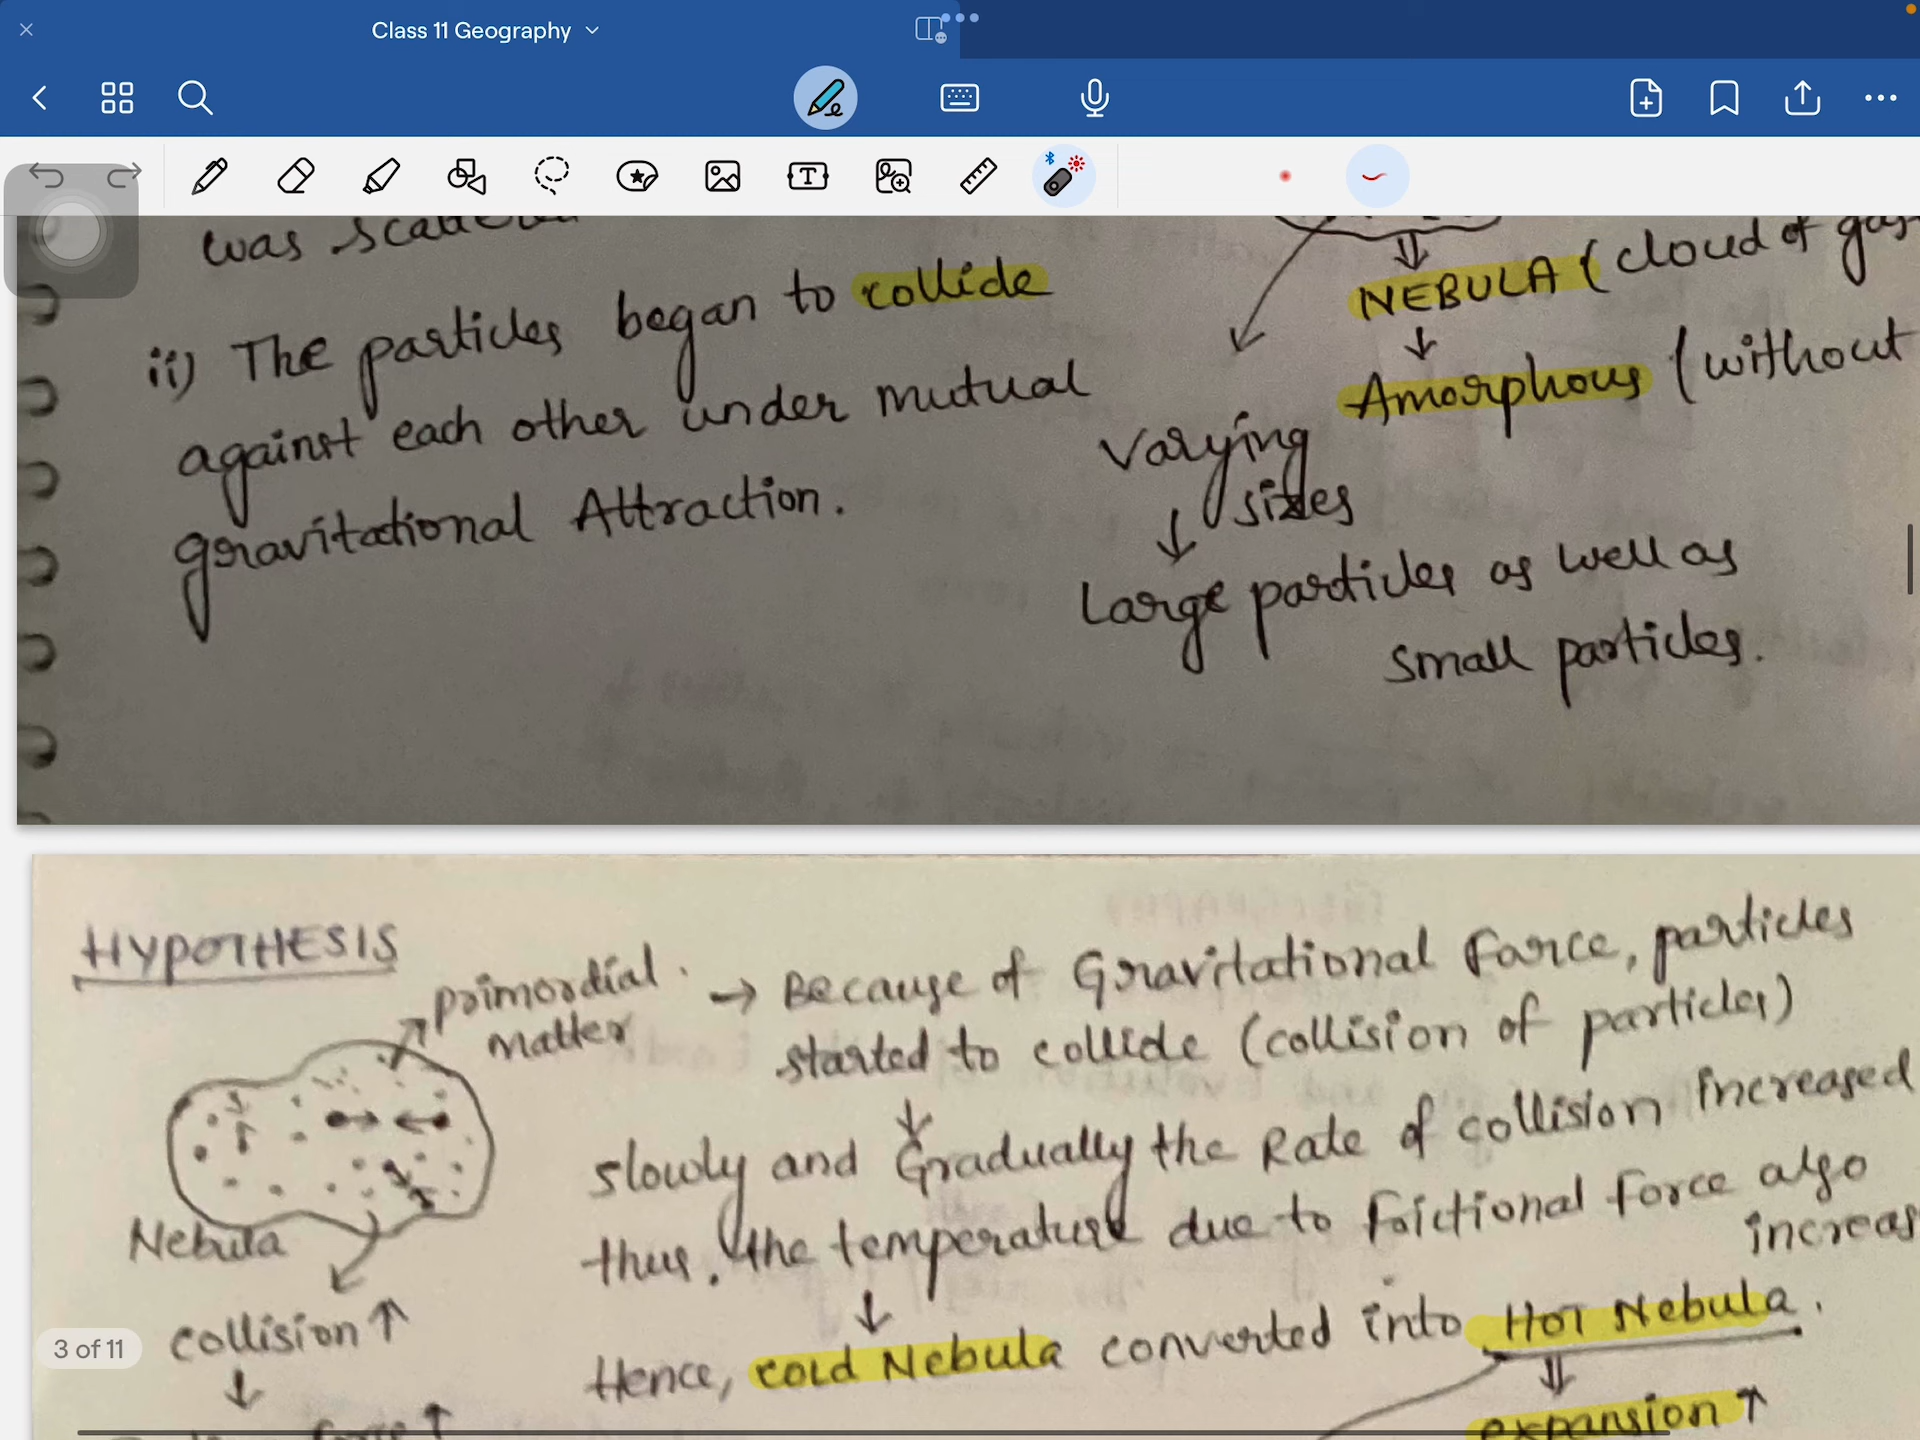 Class 11 Geography
was scattered
ii) The particles began to collide
against each other under mutual
gravitational Attraction.
NEBULA (cloud of gas
Amorphous (without
Varying
sizes
Large particles as well as
small particles.
HYPOTHESIS
primordial
matter
Nebula
collision ↑
force ↑
→ Because of Gravitational Force, particles
started to collide (collision of particles)
slowly and Gradually the Rate of collision increased
thus, the temperature due to frictional force also
increas
Hence, cold Nebula converted into HOT Nebula.
expansion ↑
3 of 11